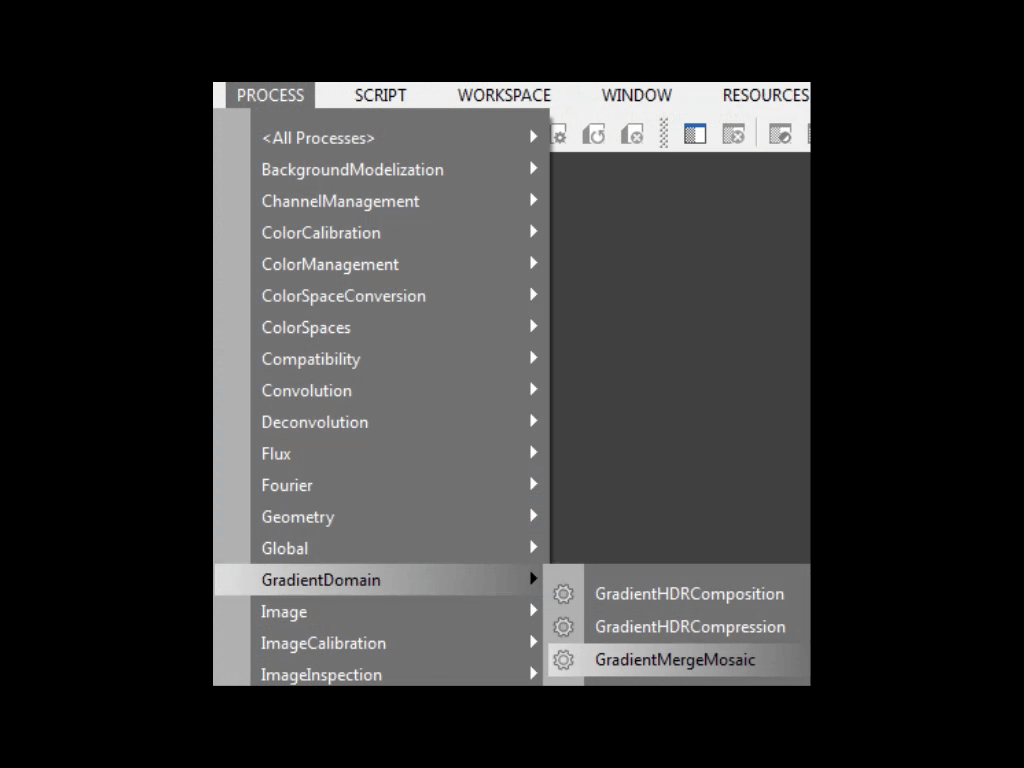 PROCESS SCRIPT WORKSPACE WINDOW RESOURCES
<All Processes>
BackgroundModelization
ChannelManagement
ColorCalibration
ColorManagement
ColorSpaceConversion
ColorSpaces
Compatibility
Convolution
Deconvolution
Flux
Fourier
Geometry
Global
GradientDomain
Image
ImageCalibration
ImageInspection
GradientHDRComposition
GradientHDRCompression
GradientMergeMosaic